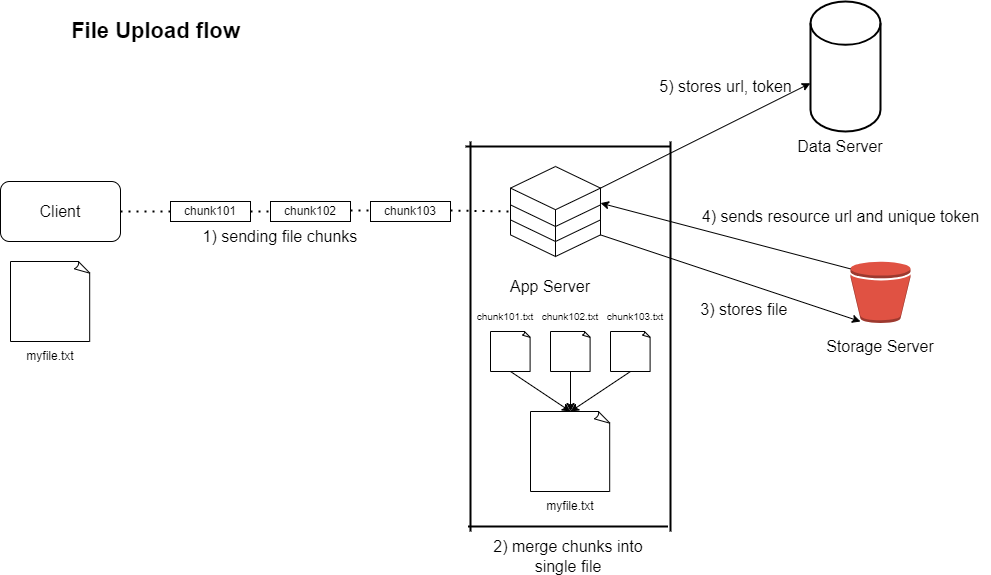 File Upload flow
5) stores url, token
Data Server
Client
chunk101
chunk102
chunk103
1) sending file chunks
4) sends resource url and unique token
App Server
3) stores file
Storage Server
chunk101.txt
chunk102.txt
chunk103.txt
myfile.txt
myfile.txt
2) merge chunks into
single file